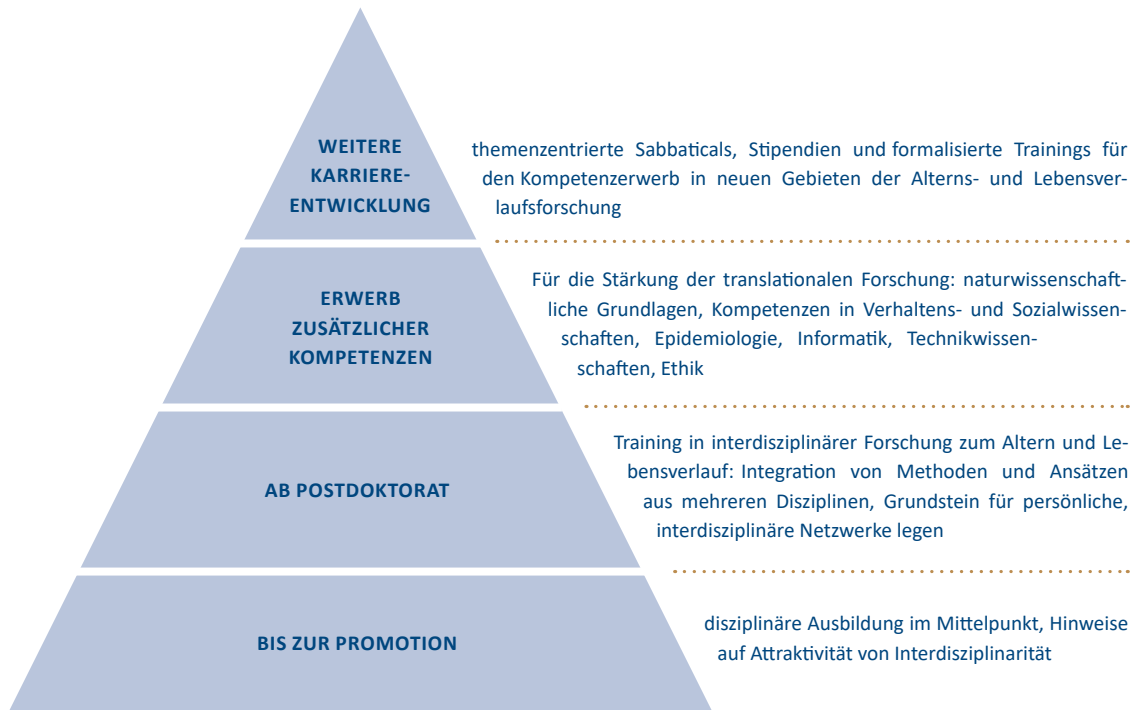 WEITERE
KARRIERE-
ENTWICKLUNG
themenzentrierte Sabbaticals, Stipendien und formalisierte Trainings für
den Kompetenzerwerb in neuen Gebieten der Alterns- und Lebensver-
laufsforschung
ERWERB
ZUSÄTZLICHER
KOMPETENZEN
Für die Stärkung der translationalen Forschung: naturwissenschaft-
liche Grundlagen, Kompetenzen in Verhaltens- und Sozialwissen-
schaften, Epidemiologie, Informatik, Technikwissen-
schaften, Ethik
AB POSTDOKTORAT
Training in interdisziplinärer Forschung zum Altern und Le-
bensverlauf: Integration von Methoden und Ansätzen
aus mehreren Disziplinen, Grundstein für persönliche,
interdisziplinäre Netzwerke legen
BIS ZUR PROMOTION
disziplinäre Ausbildung im Mittelpunkt, Hinweise
auf Attraktivität von Interdisziplinarität